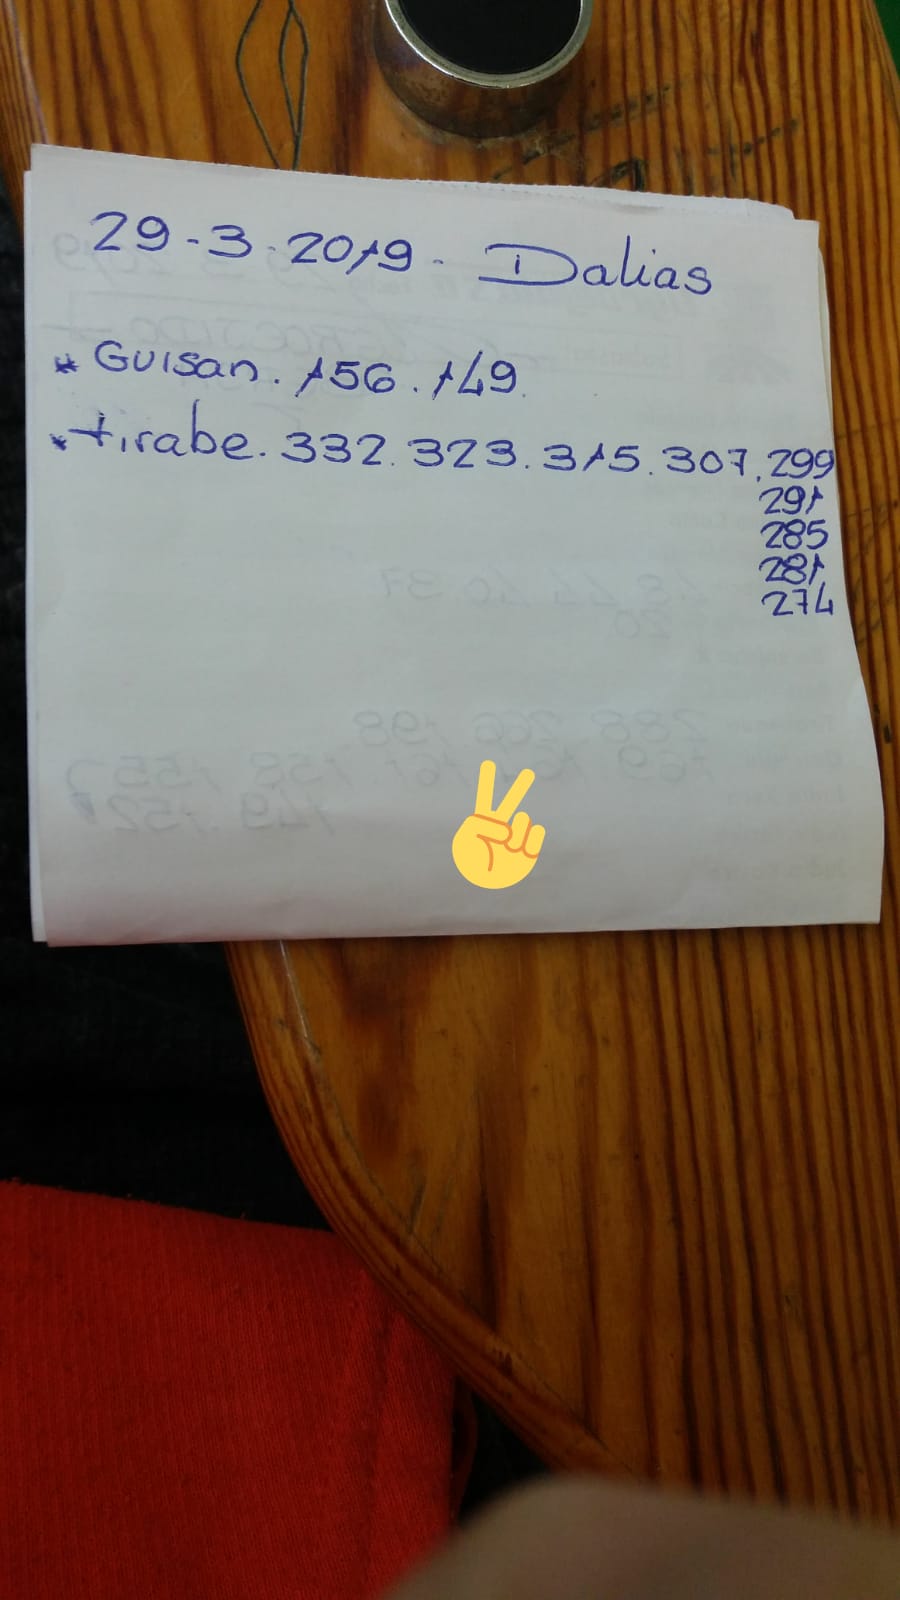 29-3-2019- Dalias
* Guisan. 156. 149.
* tirabe. 332. 323. 315. 307. 299
291
285
281
274